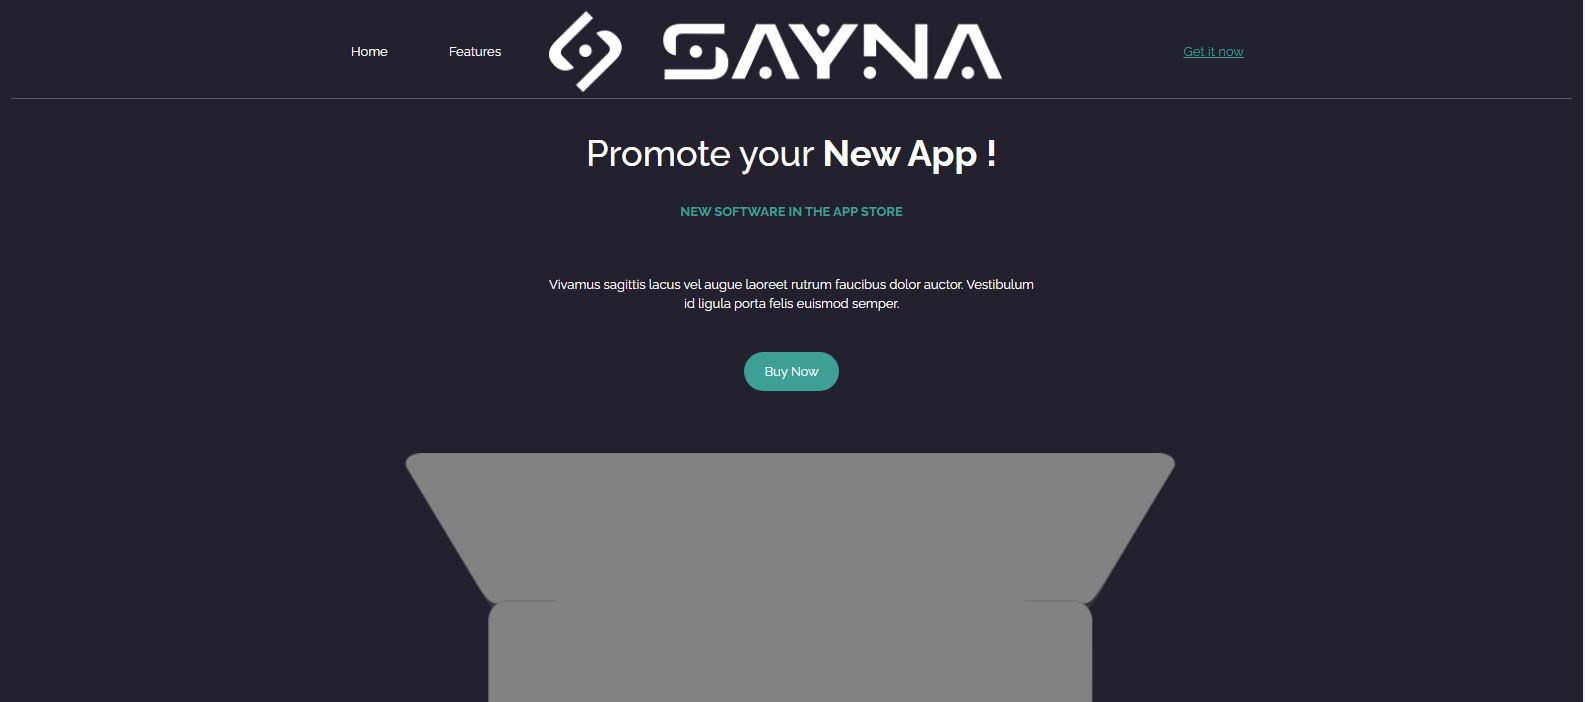 Home Features SAYNA Get it now
Promote your New App !
NEW SOFTWARE IN THE APP STORE
Vivamus sagittis lacus vel augue laoreet rutrum faucibus dolor auctor. Vestibulum
id ligula porta felis euismod semper.
Buy Now